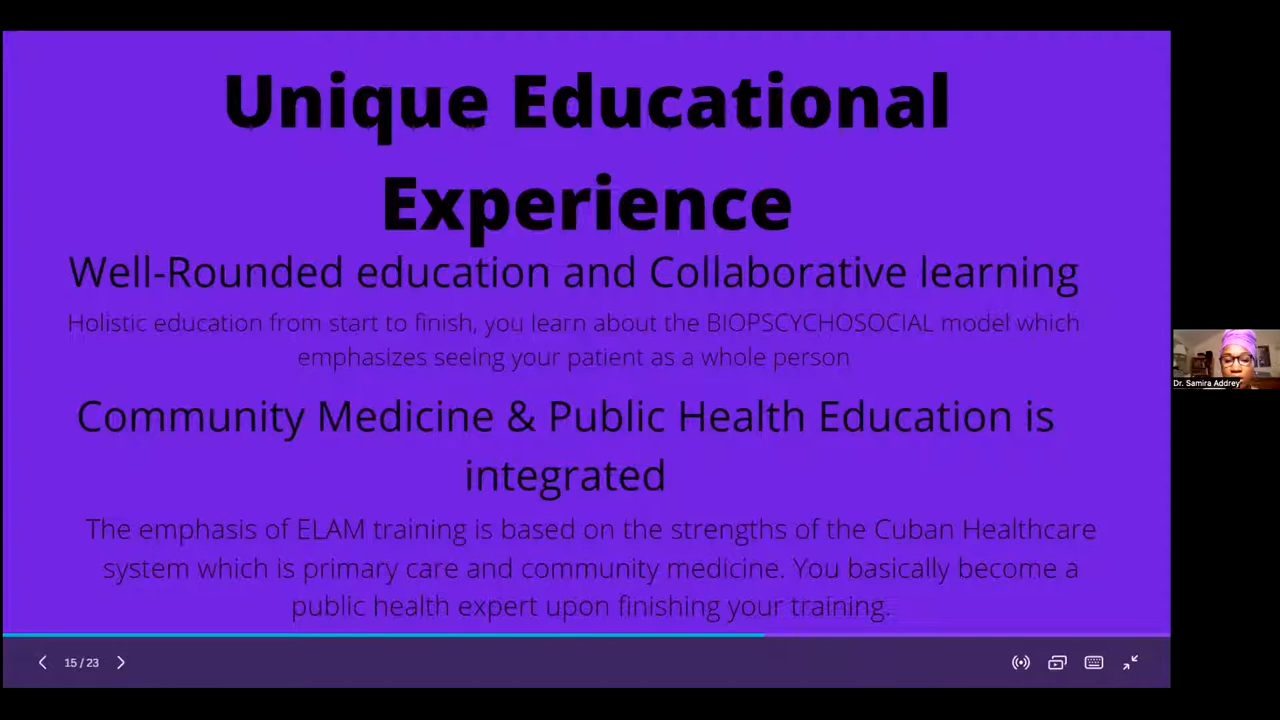 Unique Educational
Experience
Well-Rounded education and Collaborative learning
Holistic education from start to finish, you learn about the BIOPSCYCHOSOCIAL model which
emphasizes seeing your patient as a whole person
Community Medicine & Public Health Education is
integrated
The emphasis of ELAM training is based on the strengths of the Cuban Healthcare
system which is primary care and community medicine. You basically become a
public health expert upon finishing your training.
15 / 23
Dr. Samira Addrey